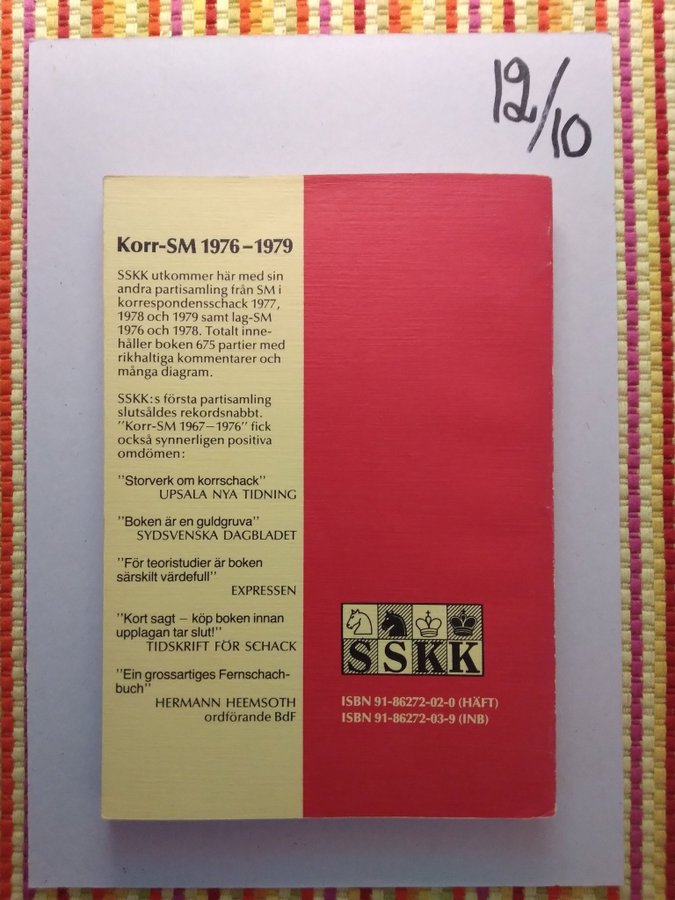 12/10
Korr-SM 1976–1979
SSKK utkommer här med sin
andra partisamling från SM i
korrespondensschack 1977,
1978 och 1979 samt lag-SM
1976 och 1978. Totalt inne-
håller boken 675 partier med
rikhaltiga kommentarer och
många diagram.
SSKK:s första partisamling
slutsåldes rekordsnabbt.
"Korr-SM 1967–1976" fick
också synnerligen positiva
omdömen:
"Storverk om korrschack"
UPSALA NYA TIDNING
"Boken är en guldgruva"
SYDSVENSKA DAGBLADET
"För teoristudier är boken
särskilt värdefull"
EXPRESSEN
"Kort sagt – köp boken innan
upplagan tar slut!"
TIDSKRIFT FÖR SCHACK
"Ein grossartiges Fernschach-
buch"
HERMANN HEEMSOTH
ordförande BdF
SSKK
ISBN 91-86272-02-0 (HÄFT)
ISBN 91-86272-03-9 (INB)